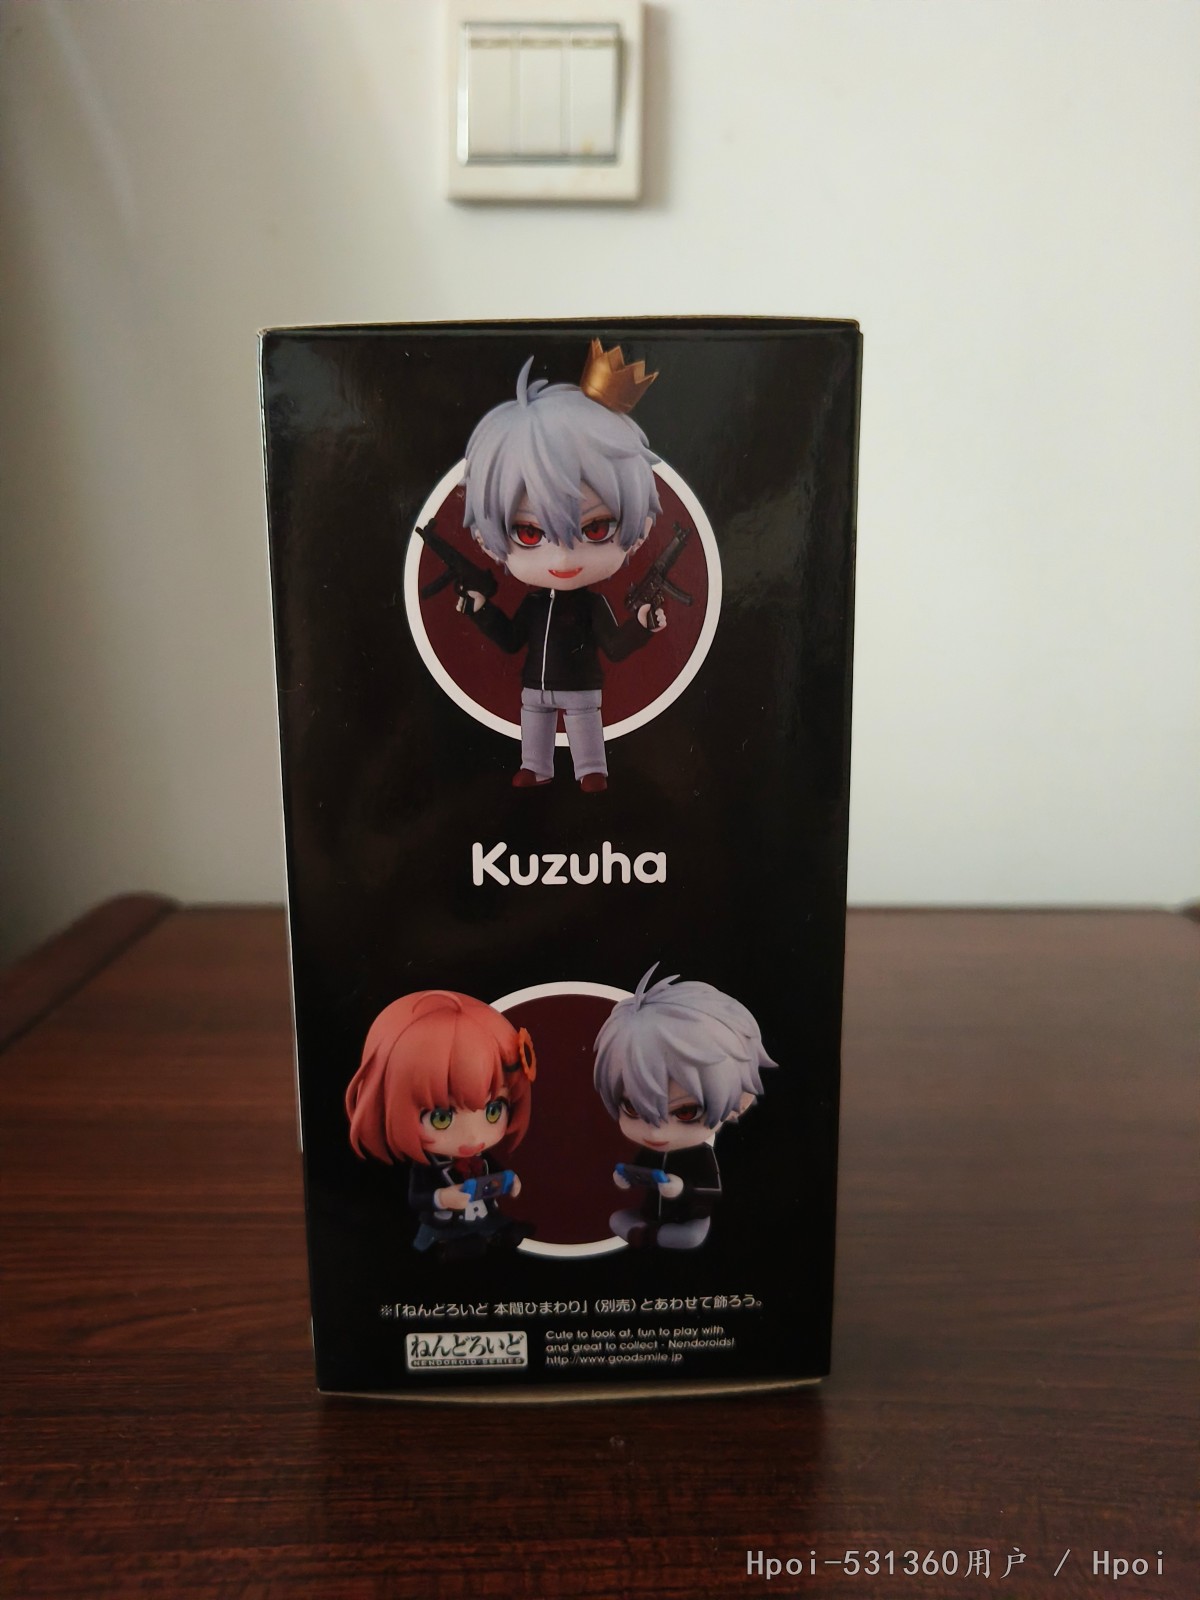 Kuzuha
※「ねんどろいど 本間ひまわり」(別売)とあわせて飾ろう。
ねんどろいど
NENDOROID SERIES
Cute to look at, fun to play with
and great to collect - Nendoroids!
http://www.goodsmile.jp
Hpoi-531360用户 / Hpoi